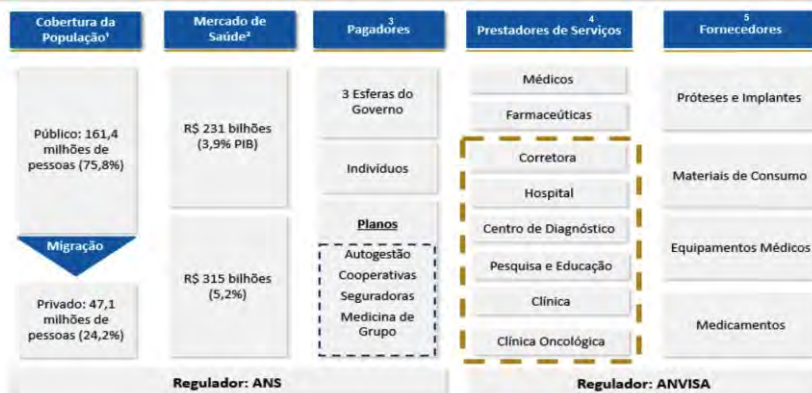 Cobertura da
População¹
Público: 161,4
milhões de
pessoas (75,8%)
Migração
Privado: 47,1
milhões de
pessoas (24,2%)
Mercado de
Saúde²
R$ 231 bilhões
(3,9% PIB)
R$ 315 bilhões
(5,2%)
3
Pagadores
3 Esferas do
Governo
Indivíduos
Planos
Autogestão
Cooperativas
Seguradoras
Medicina de
Grupo
Regulador: ANS
4
Prestadores de Serviços
Médicos
Farmaceúticas
Corretora
Hospital
Centro de Diagnóstico
Pesquisa e Educação
Clínica
Clínica Oncológica
5
Fornecedores
Próteses e Implantes
Materiais de Consumo
Equipamentos Médicos
Medicamentos
Regulador: ANVISA